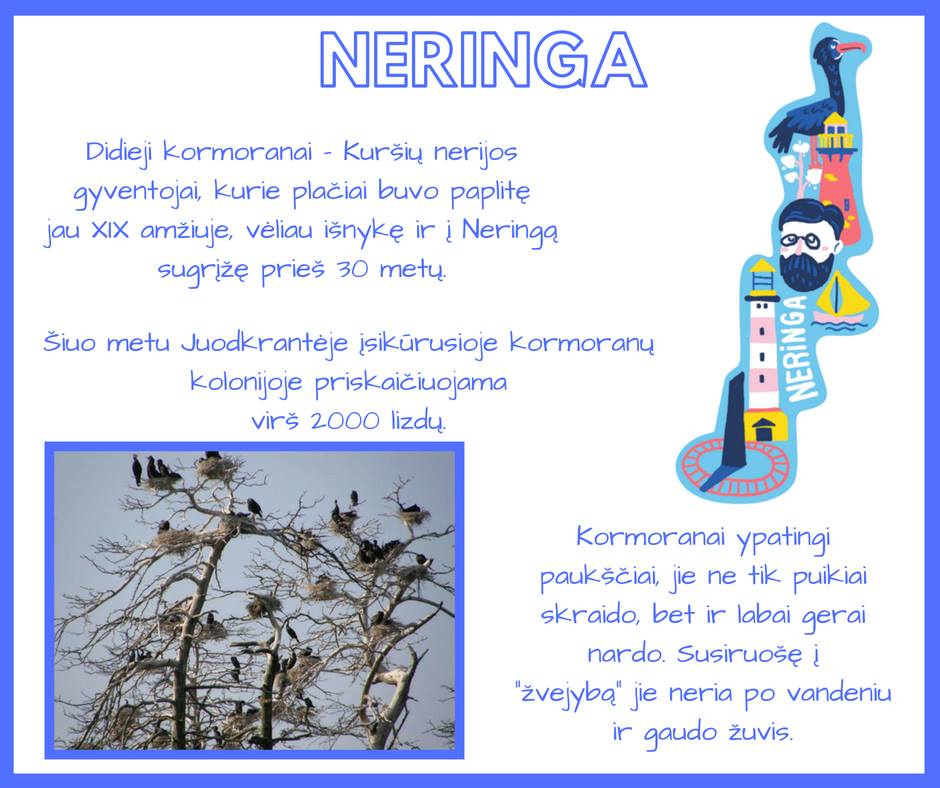 NERINGA
Didieji kormoranai - Kuršių nerijos
gyventojai, kurie plačiai buvo paplitę
jau XIX amžiuje, vėliau išnykę ir į Neringą
sugrįžę prieš 30 metų.
Šiuo metu Juodkrantėje įsikūrusioje kormoranų
kolonijoje priskaičiuojama
virš 2000 lizdų.
NERiNGA
Kormoranai ypatingi
paukščiai, jie ne tik puikiai
skraido, bet ir labai gerai
nardo. Susiruošę į
"žvejybą" jie neria po vandeniu
ir gaudo žuvis.